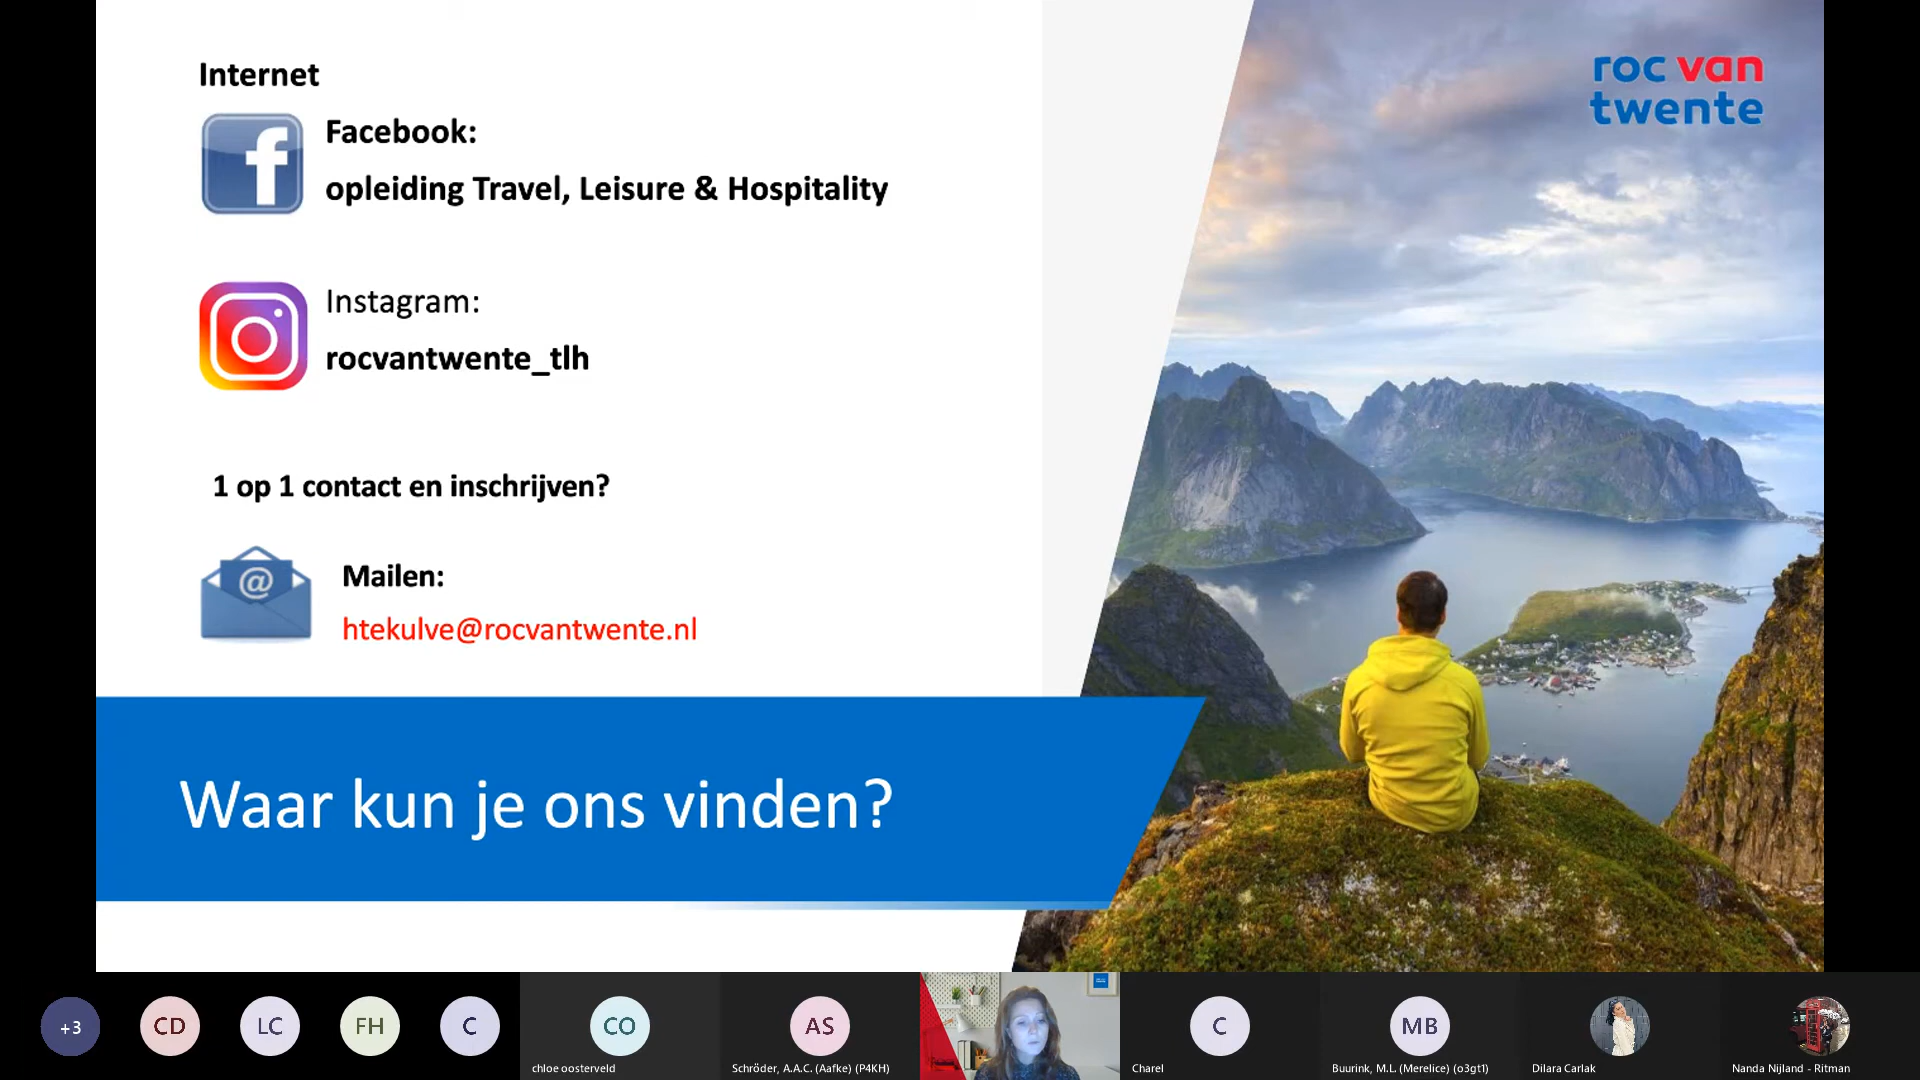 Internet
Facebook:
opleiding Travel, Leisure & Hospitality
Instagram:
rocvantwente_tlh
1 op 1 contact en inschrijven?
@
Mailen:
htekulve@rocvantwente.nl
Waar kun je ons vinden?
roc van
twente
+3
CD
LC
FH
C
CO
chloe oosterveld
AS
Schröder, A.A.C. (Aafke) (P4KH)
C
Charel
MB
Buurink, M.L. (Merelice) (o3gt1)
Dilara Carlak
Nanda Nijland - Ritman